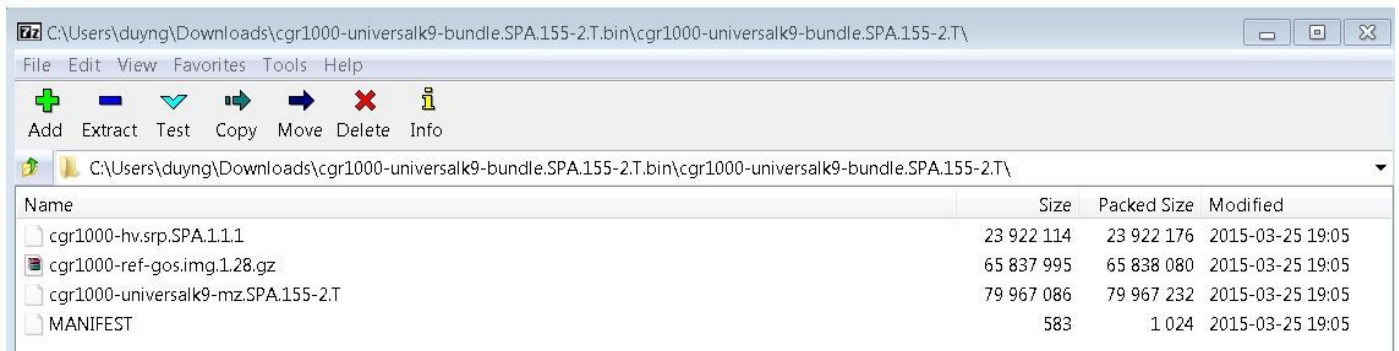 C:\Users\duyng\Downloads\cgr1000-universalk9-bundle.SPA.155-2.T.bin\cgr1000-universalk9-bundle.SPA.155-2.T\
File Edit View Favorites Tools Help
Add Extract Test Copy Move Delete Info
C:\Users\duyng\Downloads\cgr1000-universalk9-bundle.SPA.155-2.T.bin\cgr1000-universalk9-bundle.SPA.155-2.T\
Name Size Packed Size Modified
cgr1000-hv.srp.SPA.1.1.1 23 922 114 23 922 176 2015-03-25 19:05
cgr1000-ref-gos.img.1.28.gz 65 837 995 65 838 080 2015-03-25 19:05
cgr1000-universalk9-mz.SPA.155-2.T 79 967 086 79 967 232 2015-03-25 19:05
MANIFEST 583 1 024 2015-03-25 19:05